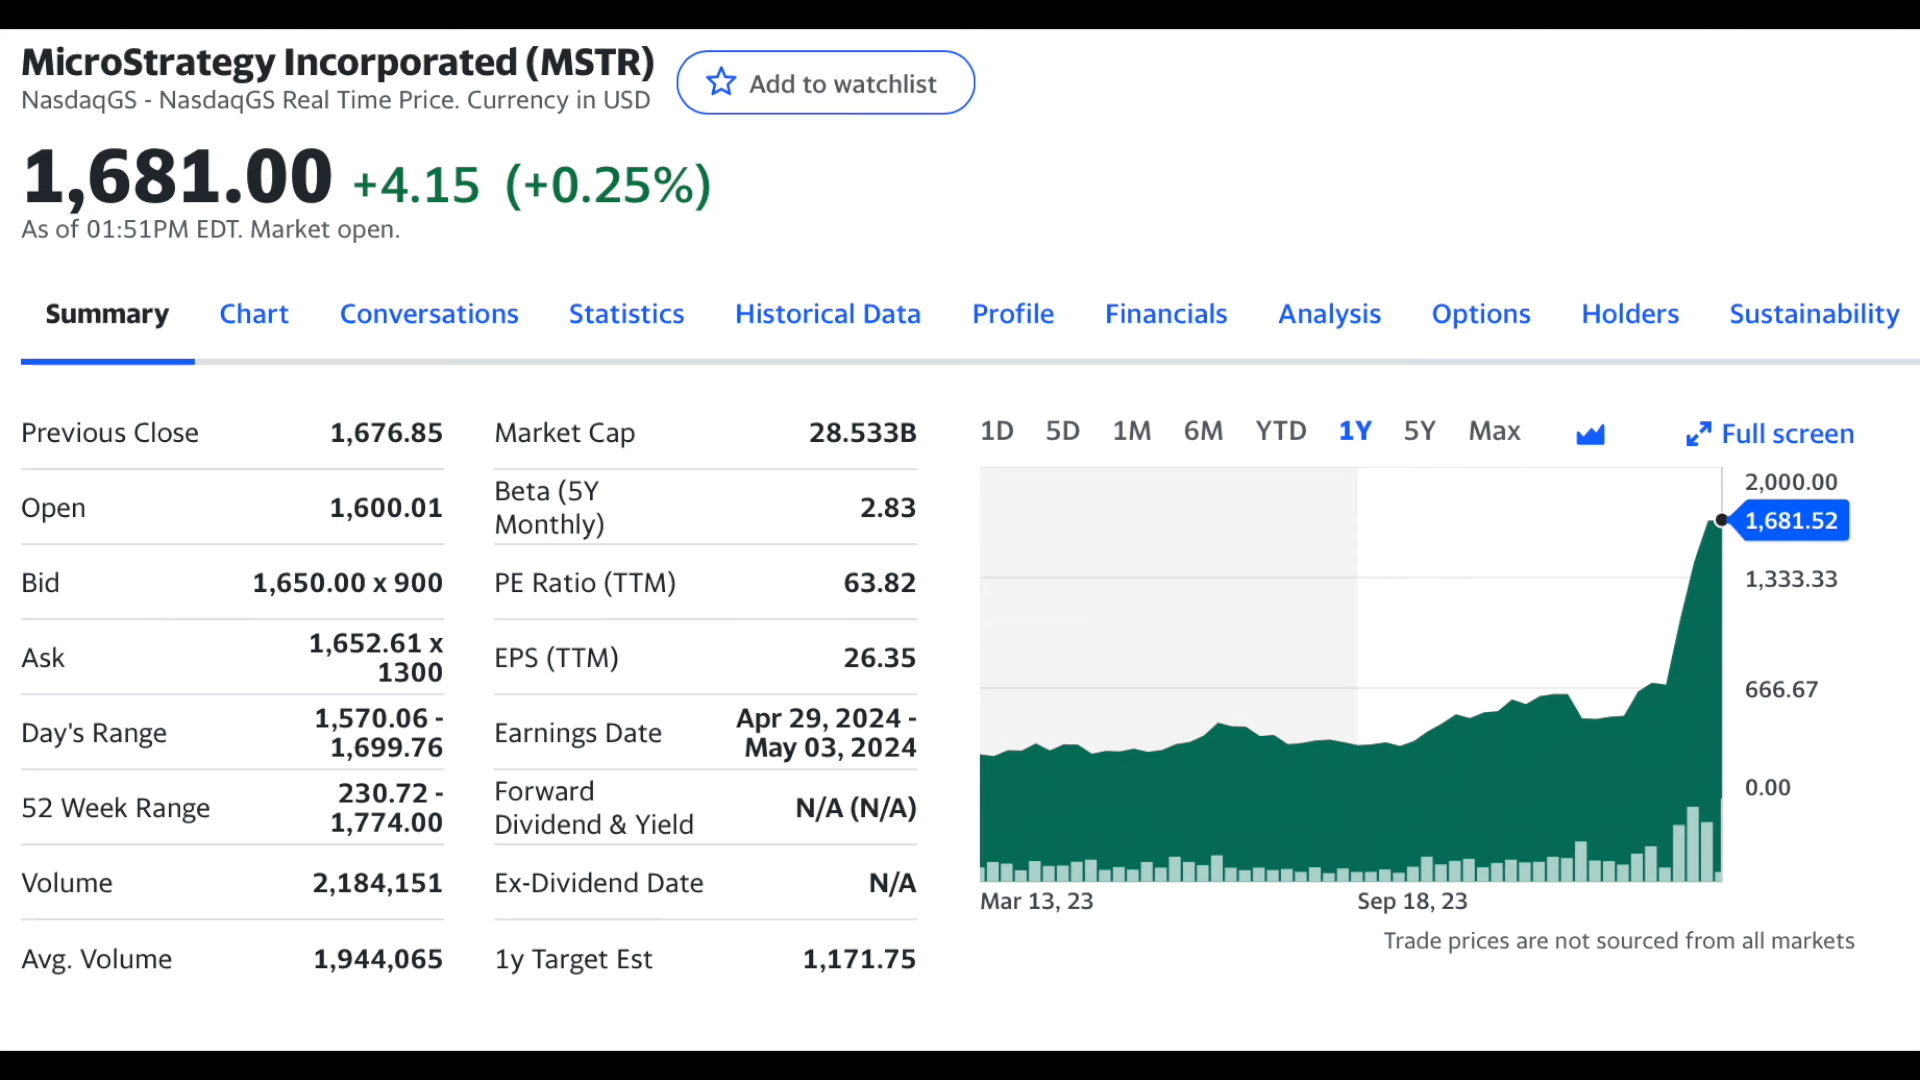 MicroStrategy Incorporated (MSTR)
Add to watchlist
NasdaqGS - NasdaqGS Real Time Price. Currency in USD
1,681.00 +4.15 (+0.25%)
As of 01:51PM EDT. Market open.
Summary Chart Conversations Statistics Historical Data Profile Financials Analysis Options Holders Sustainability
Previous Close 1,676.85
Open 1,600.01
Bid 1,650.00 x 900
Ask 1,652.61 x
1300
Day's Range 1,570.06 -
1,699.76
52 Week Range 230.72 -
1,774.00
Volume 2,184,151
Avg. Volume 1,944,065
Market Cap 28.533B
Beta (5Y
Monthly) 2.83
PE Ratio (TTM) 63.82
EPS (TTM) 26.35
Earnings Date Apr 29, 2024 -
May 03, 2024
Forward
Dividend & Yield N/A (N/A)
Ex-Dividend Date N/A
1y Target Est 1,171.75
1D 5D 1M 6M YTD 1Y 5Y Max Full screen
2,000.00
1,681.52
1,333.33
666.67
0.00
Mar 13, 23 Sep 18, 23
Trade prices are not sourced from all markets